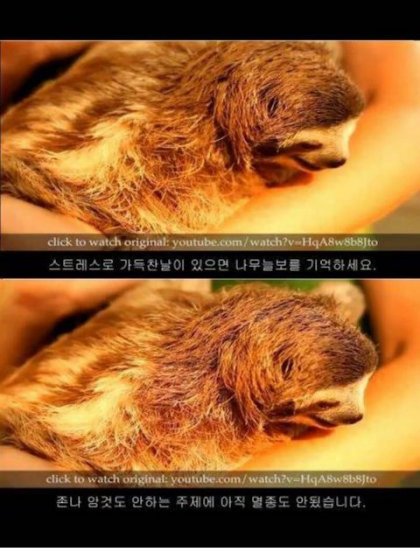 click to watch original: youtube.com/watch?v=HqA8w8b8Jto
스트레스로 가득찬날이 있으면 나무늘보를 기억하세요.
click to watch original: youtube.com/watch?v=HqA8w8b8Jto
존나 암것도 안하는 주제에 아직 멸종도 안됐습니다.